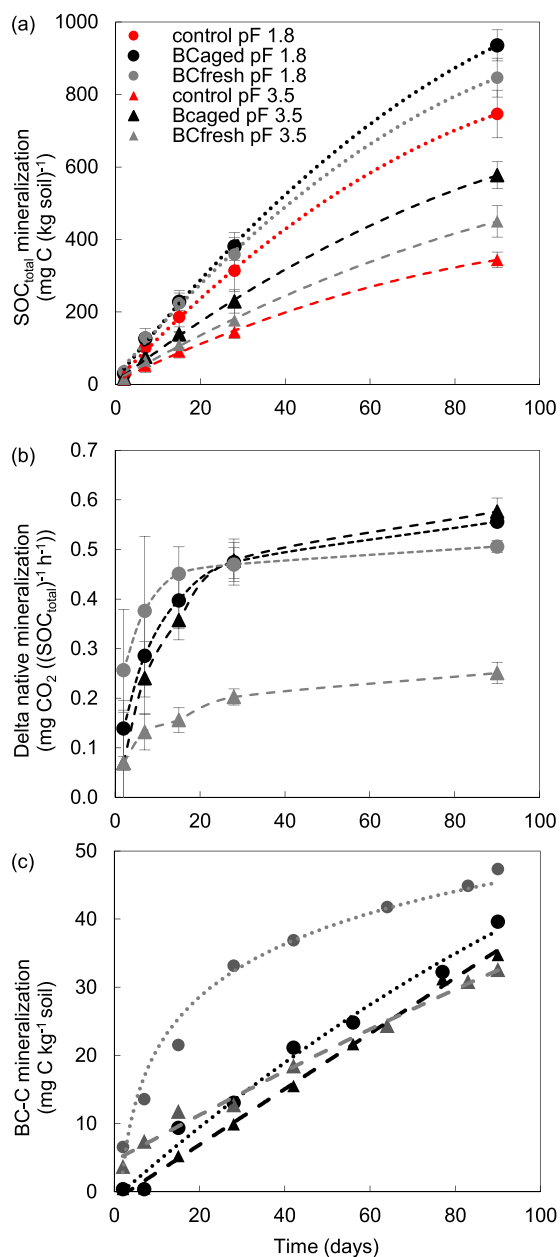 (a)
1000
800
600
400
200
0
SOCtotal mineralization
(mg C (kg soil)-1)
control pF 1.8
BCaged pF 1.8
BCfresh pF 1.8
control pF 3.5
Bcaged pF 3.5
BCfresh pF 3.5
0 20 40 60 80 100
(b)
0.7
0.6
0.5
0.4
0.3
0.2
0.1
0.0
Delta native mineralization
(mg CO2 ((SOCtotal)-1 h-1))
0 20 40 60 80 100
(c)
50
40
30
20
10
0
BC-C mineralization
(mg C kg-1 soil)
0 20 40 60 80 100
Time (days)